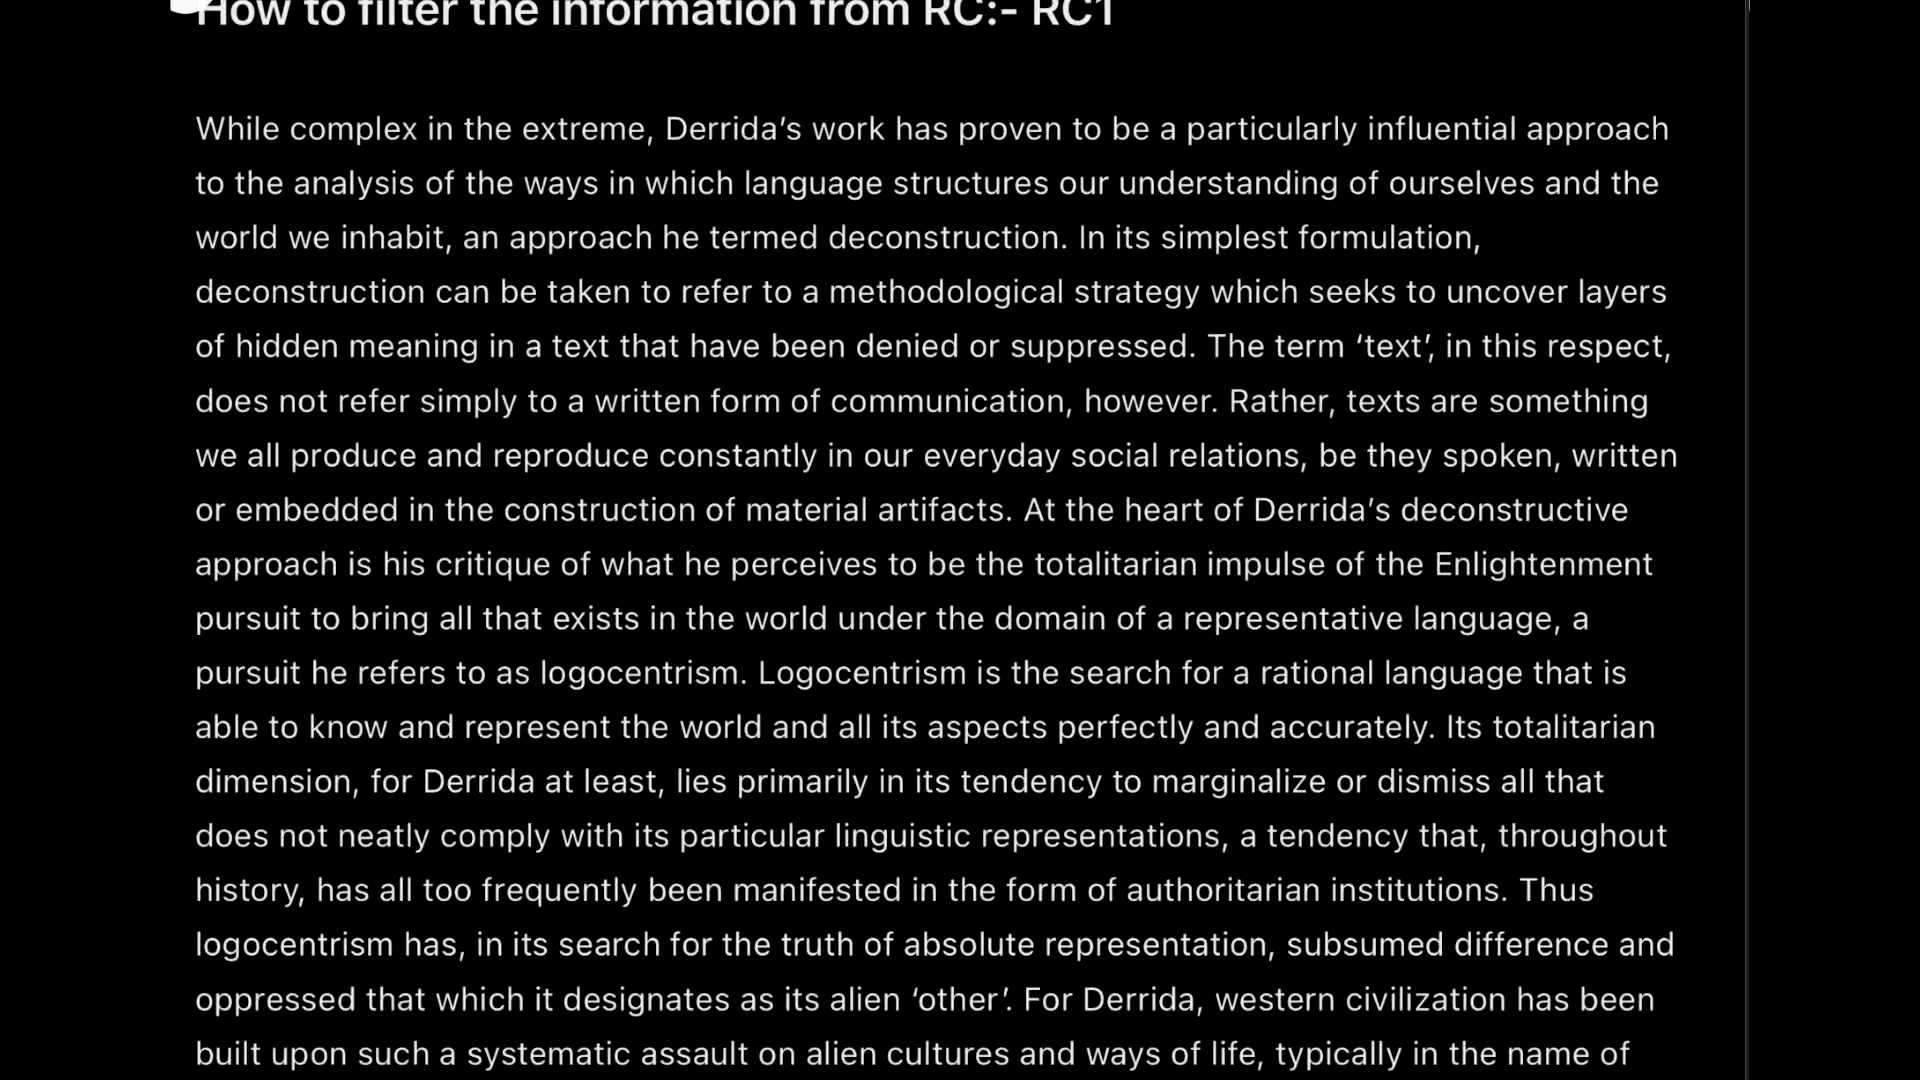 How to filter the information from RC:- RC1
While complex in the extreme, Derrida’s work has proven to be a particularly influential approach
to the analysis of the ways in which language structures our understanding of ourselves and the
world we inhabit, an approach he termed deconstruction. In its simplest formulation,
deconstruction can be taken to refer to a methodological strategy which seeks to uncover layers
of hidden meaning in a text that have been denied or suppressed. The term ‘text’, in this respect,
does not refer simply to a written form of communication, however. Rather, texts are something
we all produce and reproduce constantly in our everyday social relations, be they spoken, written
or embedded in the construction of material artifacts. At the heart of Derrida’s deconstructive
approach is his critique of what he perceives to be the totalitarian impulse of the Enlightenment
pursuit to bring all that exists in the world under the domain of a representative language, a
pursuit he refers to as logocentrism. Logocentrism is the search for a rational language that is
able to know and represent the world and all its aspects perfectly and accurately. Its totalitarian
dimension, for Derrida at least, lies primarily in its tendency to marginalize or dismiss all that
does not neatly comply with its particular linguistic representations, a tendency that, throughout
history, has all too frequently been manifested in the form of authoritarian institutions. Thus
logocentrism has, in its search for the truth of absolute representation, subsumed difference and
oppressed that which it designates as its alien ‘other’. For Derrida, western civilization has been
built upon such a systematic assault on alien cultures and ways of life, typically in the name of